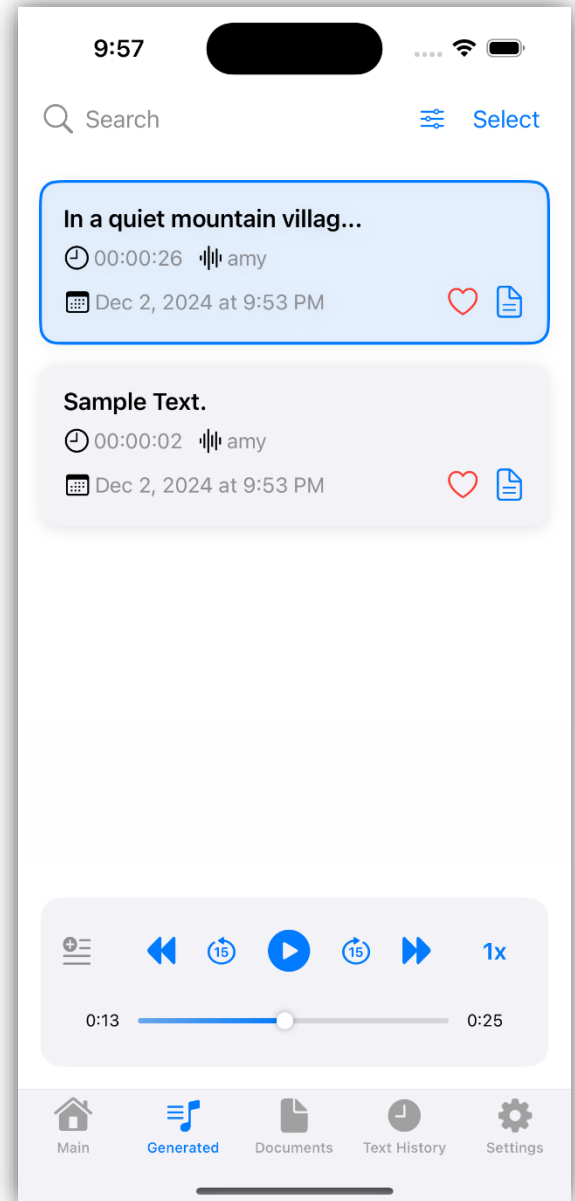 9:57
Search Select
In a quiet mountain villag...
00:00:26 amy
Dec 2, 2024 at 9:53 PM
Sample Text.
00:00:02 amy
Dec 2, 2024 at 9:53 PM
15 15 1x
0:13 0:25
Main Generated Documents Text History Settings